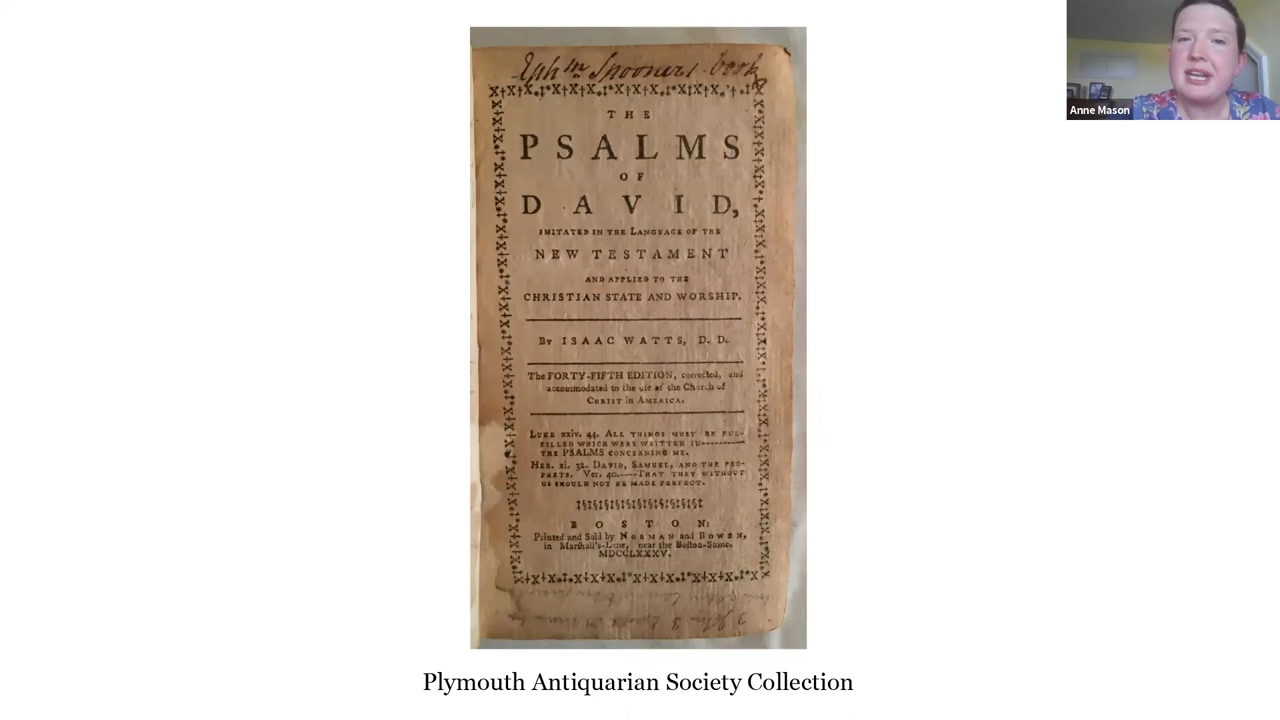 Ephm Spooner's book
THE
PSALMS
OF
DAVID,
IMITATED IN THE LANGUAGE OF THE
NEW TESTAMENT
AND APPLIED TO THE
CHRISTIAN STATE AND WORSHIP.
By ISAAC WATTS, D. D.
The FORTY-FIFTH EDITION, corrected, and
accommodated to the use of the Church of
CHRIST in AMERICA.
LUKE xxiv. 44. ALL THINGS MUST BE FUL-
FILLED WHICH WERE WRITTEN IN----------
THE PSALMS CONCERNING ME.
HEB. xi. 32. DAVID, SAMUEL, AND THE PRO-
PHETS. Ver. 40.----THAT THEY WITHOUT
US SHOULD NOT BE MADE PERFECT.
BOSTON:
Printed and Sold by NORMAN and BOWEN,
in Marshall's-Lane, near the Boston-Stone.
MDCCLXXXV.
Plymouth Antiquarian Society Collection
Anne Mason